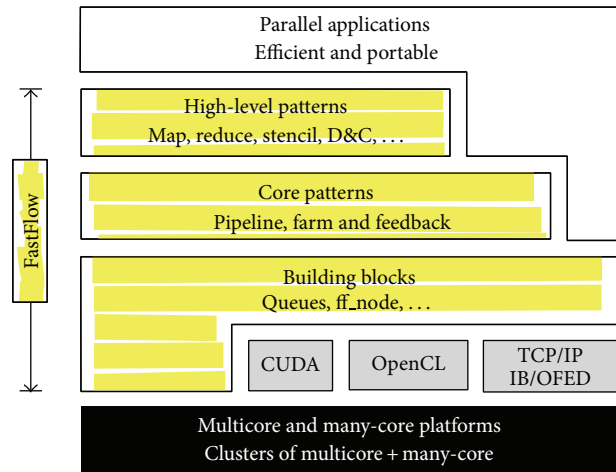 Parallel applications
Efficient and portable
High-level patterns
Map, reduce, stencil, D&C, . . .
Core patterns
Pipeline, farm and feedback
FastFlow
Building blocks
Queues, ff_node, . . .
CUDA
OpenCL
TCP/IP
IB/OFED
Multicore and many-core platforms
Clusters of multicore + many-core